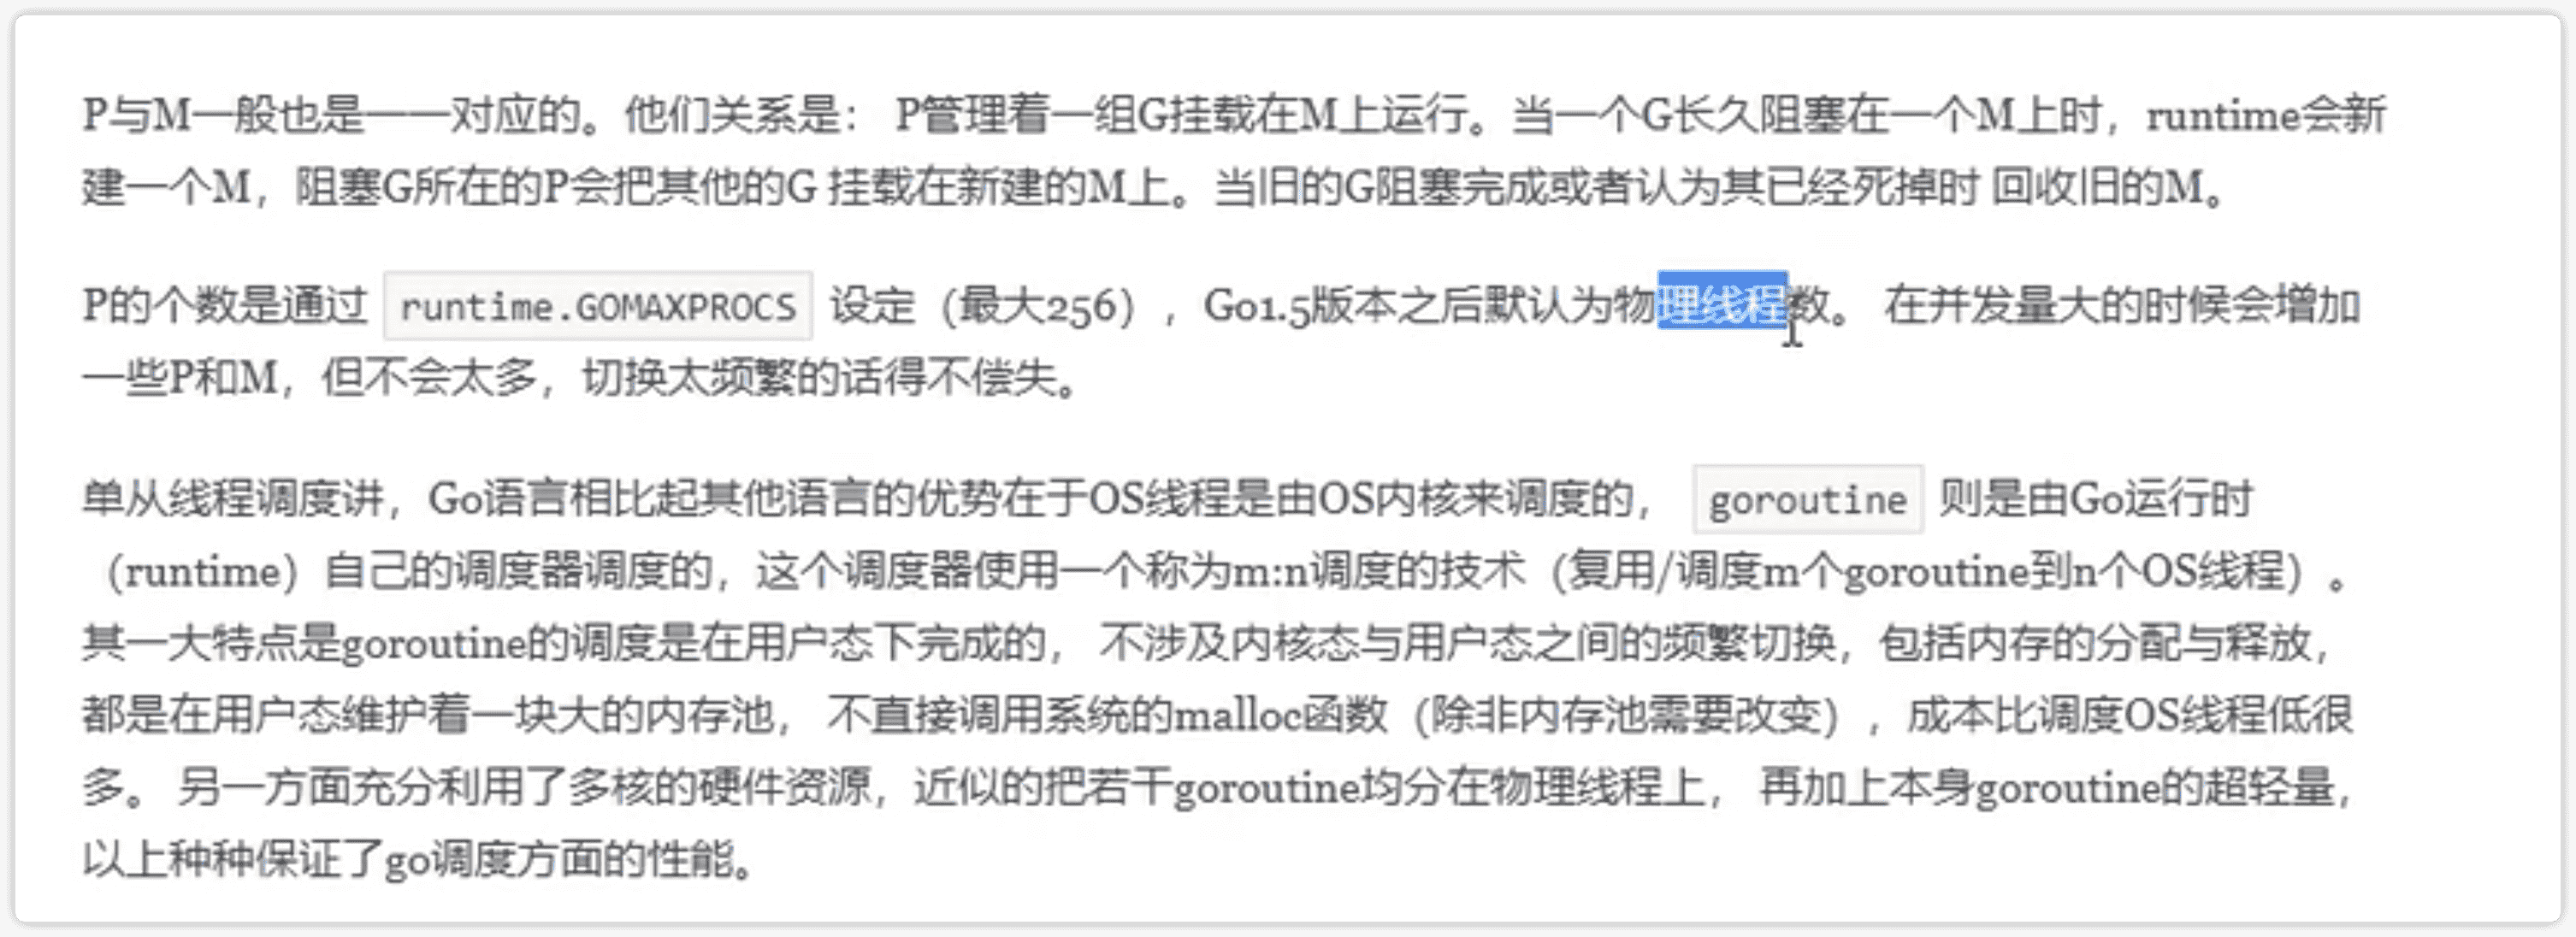 P与M一般也是一一对应的。他们关系是： P管理着一组G挂载在M上运行。当一个G长久阻塞在一个M上时，runtime会新
建一个M，阻塞G所在的P会把其他的G 挂载在新建的M上。当旧的G阻塞完成或者认为其已经死掉时 回收旧的M。
P的个数是通过 runtime.GOMAXPROCS 设定（最大256），Go1.5版本之后默认为物理线程数。 在并发量大的时候会增加
一些P和M，但不会太多，切换太频繁的话得不偿失。
单从线程调度讲，Go语言相比起其他语言的优势在于OS线程是由OS内核来调度的， goroutine 则是由Go运行时
（runtime）自己的调度器调度的，这个调度器使用一个称为m:n调度的技术（复用/调度m个goroutine到n个OS线程）。
其一大特点是goroutine的调度是在用户态下完成的， 不涉及内核态与用户态之间的频繁切换，包括内存的分配与释放，
都是在用户态维护着一块大的内存池， 不直接调用系统的malloc函数（除非内存池需要改变），成本比调度OS线程低很
多。 另一方面充分利用了多核的硬件资源，近似的把若干goroutine均分在物理线程上， 再加上本身goroutine的超轻量，
以上种种保证了go调度方面的性能。